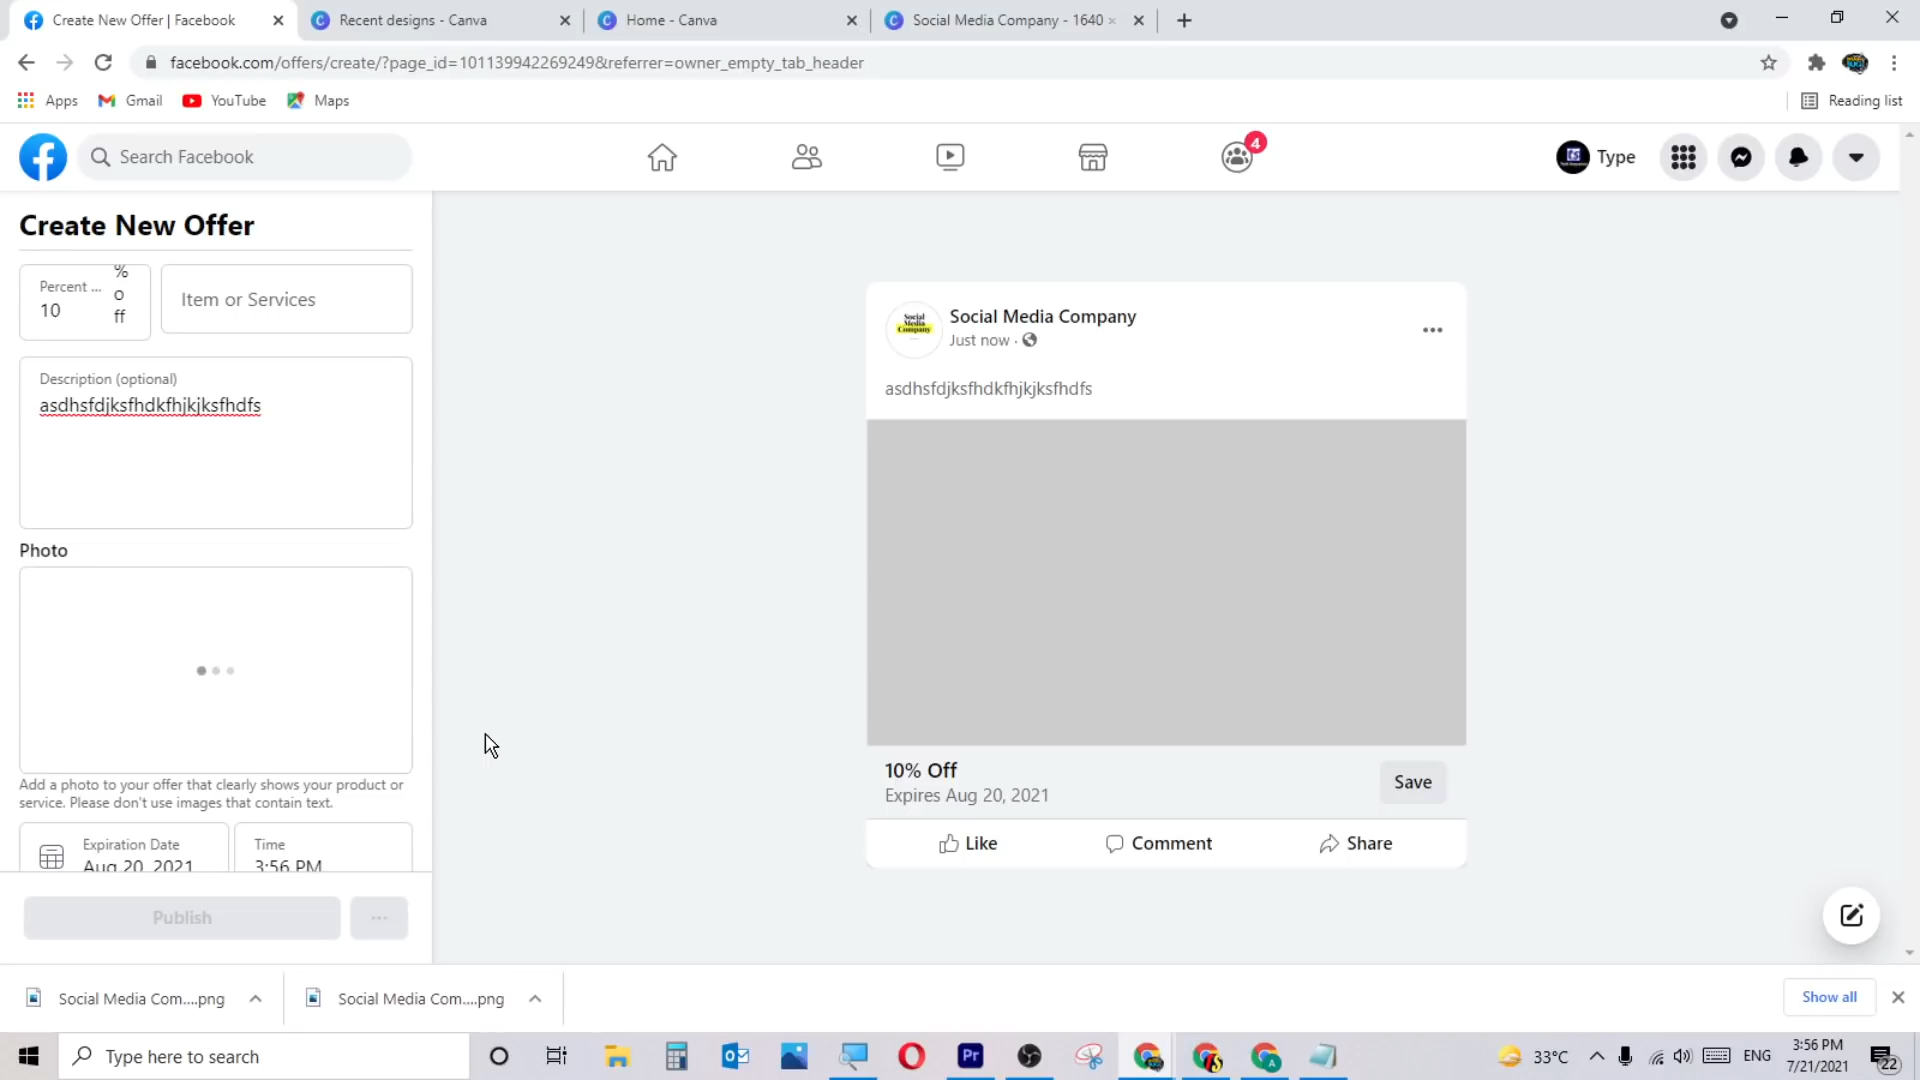 Create New Offer | Facebook
Recent designs - Canva
Home - Canva
Social Media Company - 1640 ×
facebook.com/offers/create/?page_id=101139942269249&referrer=owner_empty_tab_header
Apps
Gmail
YouTube
Maps
Reading list
Search Facebook
4
Type
Create New Offer
Percent ...
10
%
o
ff
Item or Services
Description (optional)
asdhsfdjksfhdkfhjkjksfhdfs
Photo
Add a photo to your offer that clearly shows your product or
service. Please don't use images that contain text.
Expiration Date
Aug 20, 2021
Time
3:56 PM
Publish
Social
Media
Company
Social Media Company
Just now ·
asdhsfdjksfhdkfhjkjksfhdfs
10% Off
Expires Aug 20, 2021
Save
Like
Comment
Share
Social Media Com....png
Social Media Com....png
Show all
Type here to search
Pr
33°C
ENG
3:56 PM
7/21/2021
22